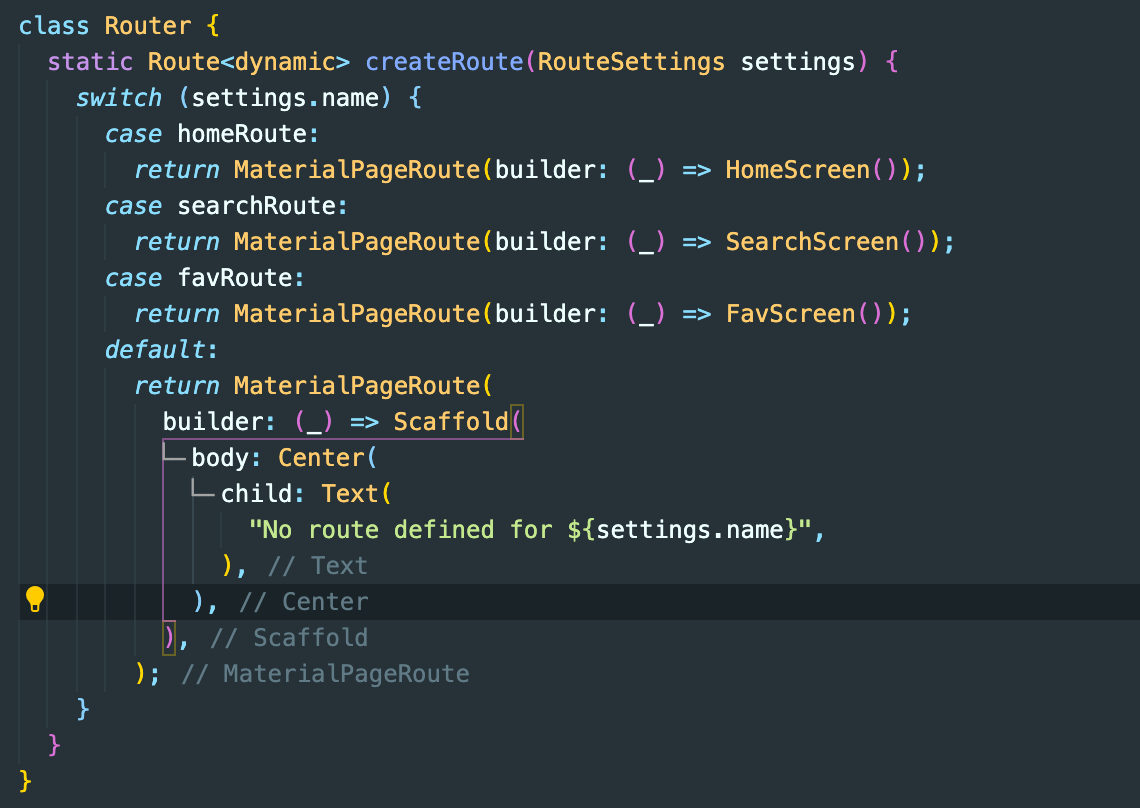 class Router {
  static Route<dynamic> createRoute(RouteSettings settings) {
    switch (settings.name) {
      case homeRoute:
        return MaterialPageRoute(builder: (_) => HomeScreen());
      case searchRoute:
        return MaterialPageRoute(builder: (_) => SearchScreen());
      case favRoute:
        return MaterialPageRoute(builder: (_) => FavScreen());
      default:
        return MaterialPageRoute(
          builder: (_) => Scaffold(
            body: Center(
              child: Text(
                "No route defined for ${settings.name}",
              ), // Text
            ), // Center
          ), // Scaffold
        ); // MaterialPageRoute
    }
  }
}